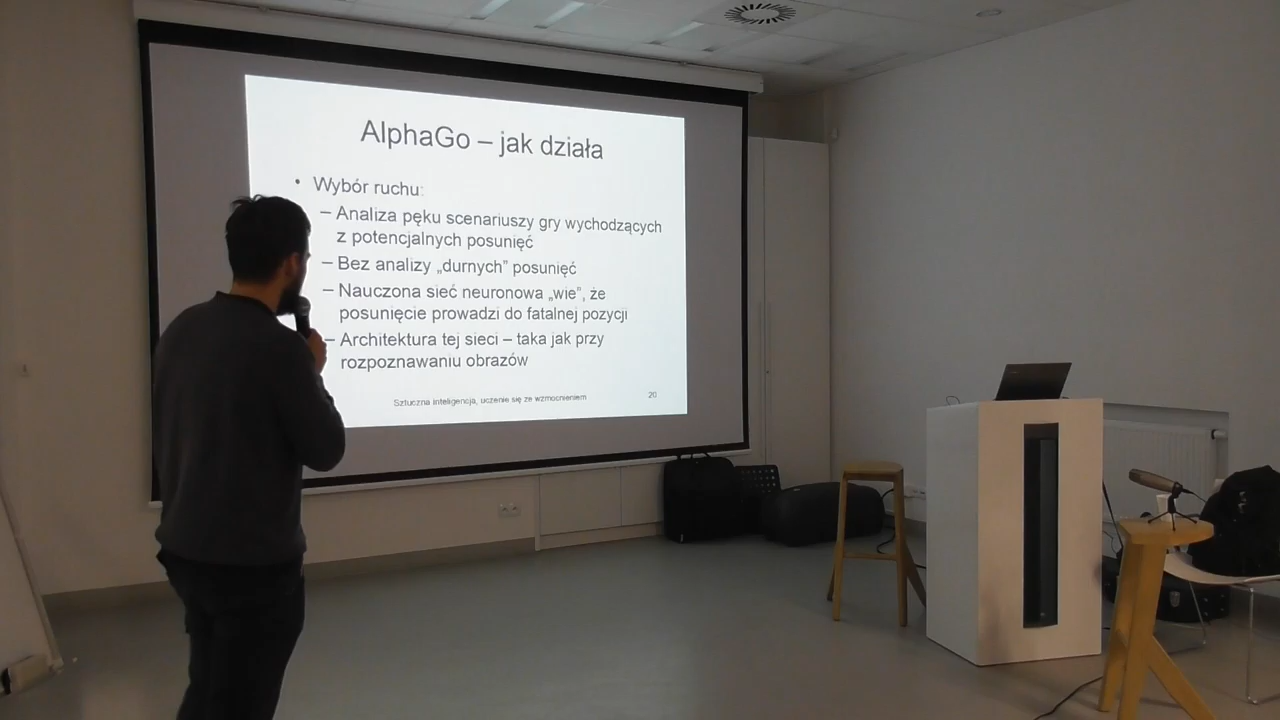 AlphaGo – jak działa
• Wybór ruchu:
– Analiza pęku scenariuszy gry wychodzących
z potencjalnych posunięć
– Bez analizy „durnych” posunięć
– Nauczona sieć neuronowa „wie”, że
posunięcie prowadzi do fatalnej pozycji
– Architektura tej sieci – taka jak przy
rozpoznawaniu obrazów
Sztuczna inteligencja, uczenie się ze wzmocnieniem
20